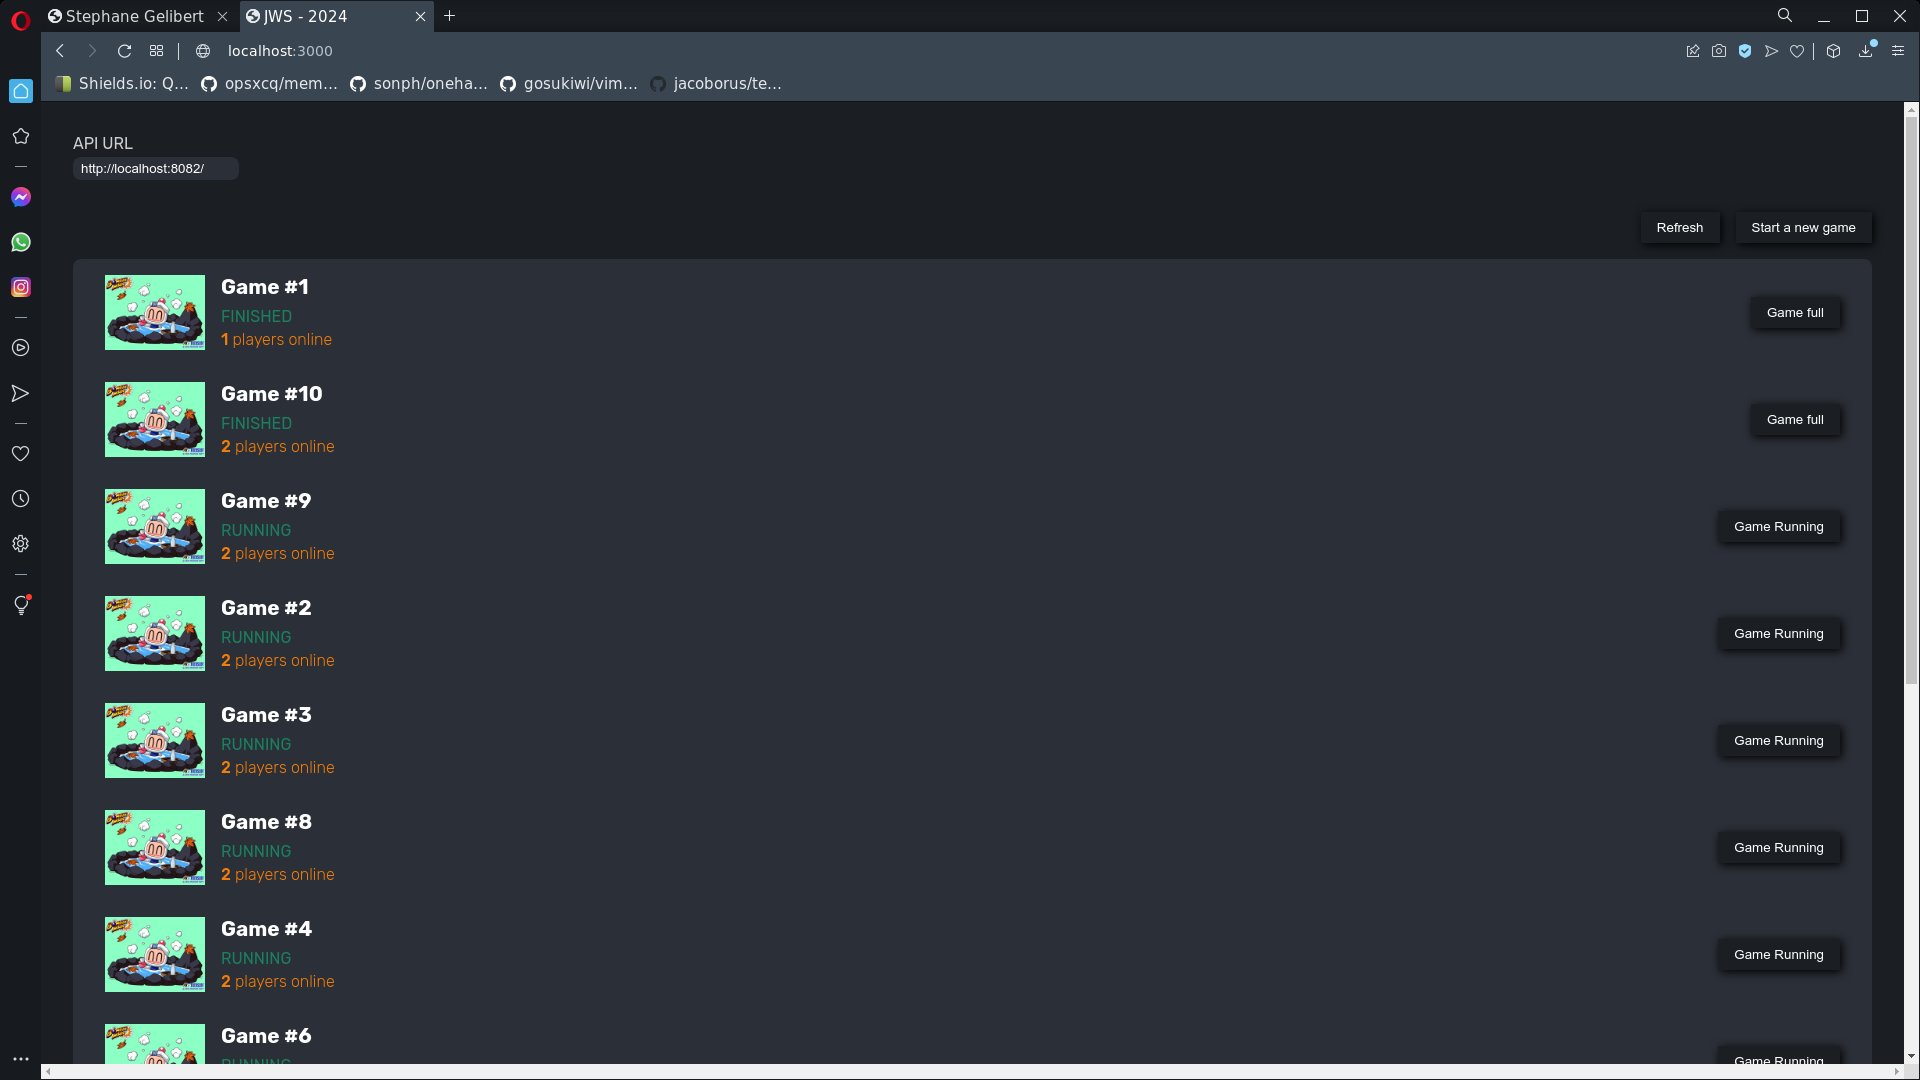 Stephane Gelibert
JWS - 2024
localhost:3000
Shields.io: Q...
opsxcq/mem...
sonph/oneha...
gosukiwi/vim...
jacoborus/te...
API URL
http://localhost:8082/
Refresh
Start a new game
Game #1
FINISHED
1 players online
Game full
Game #10
FINISHED
2 players online
Game full
Game #9
RUNNING
2 players online
Game Running
Game #2
RUNNING
2 players online
Game Running
Game #3
RUNNING
2 players online
Game Running
Game #8
RUNNING
2 players online
Game Running
Game #4
RUNNING
2 players online
Game Running
Game #6
RUNNING
Game Running